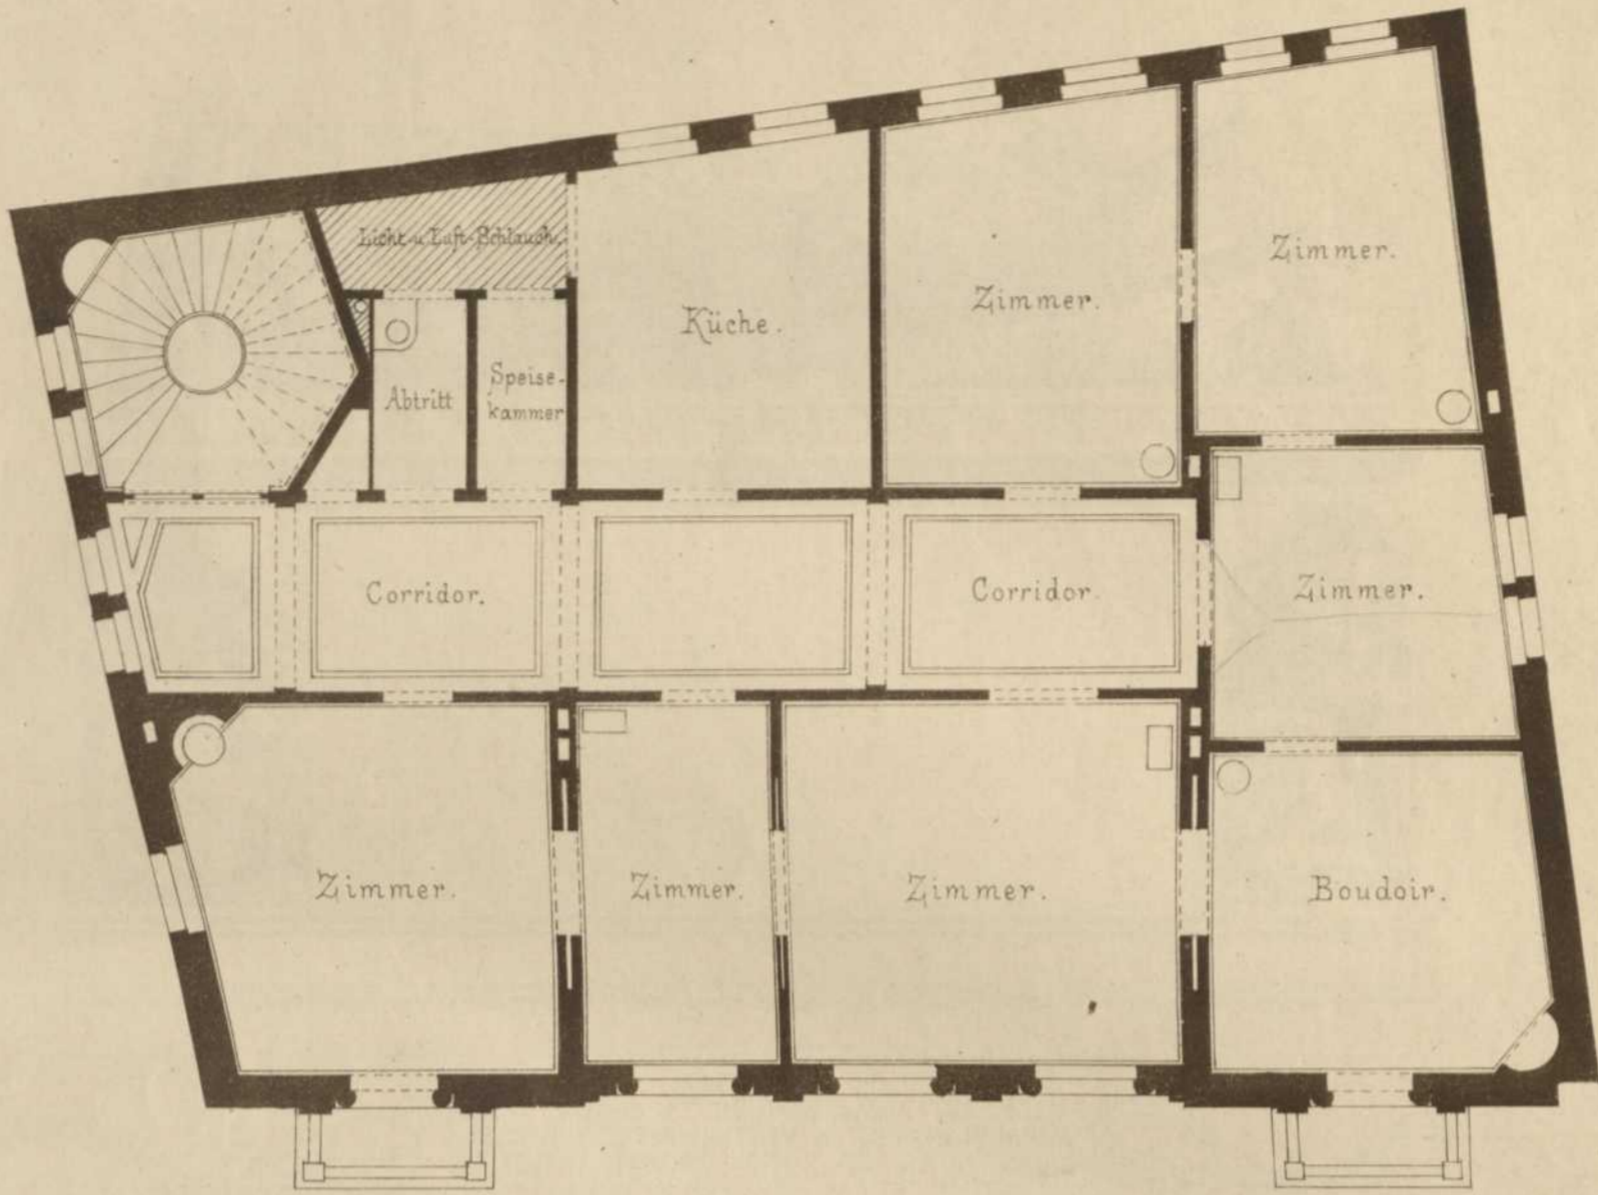 Licht- u. Luft-Schlauch.
Zimmer.
Zimmer.
Küche.
Speise-
kammer
Abtritt
Corridor.
Corridor.
Zimmer.
Zimmer.
Zimmer.
Zimmer.
Boudoir.